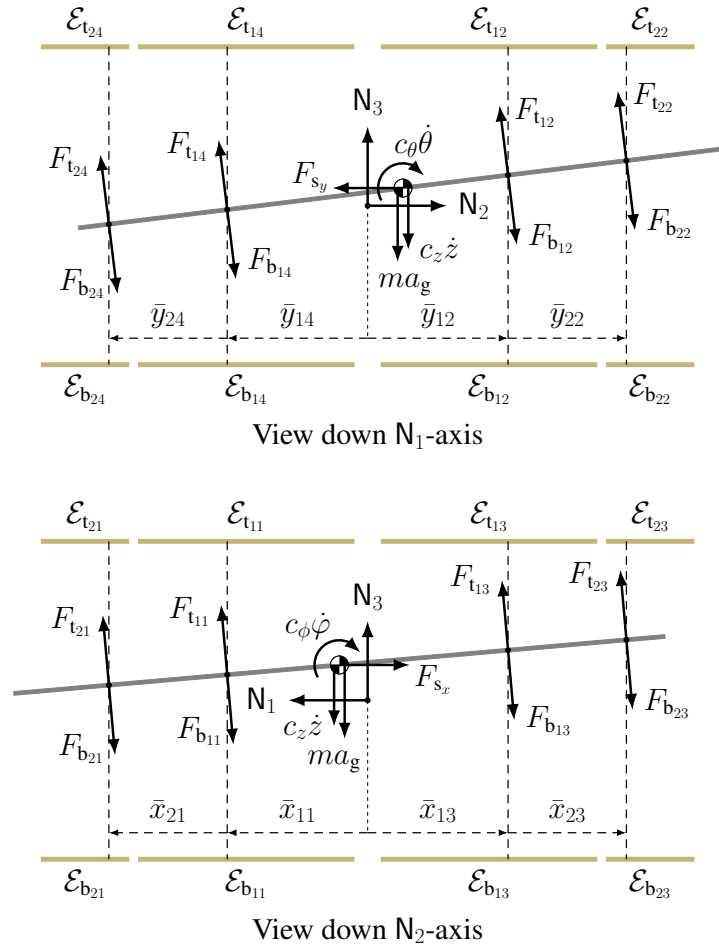 ℰt24 ℰt14 ℰt12 ℰt22
N3
Ft22
Ft12
cθθ̇
Ft14
Ft24
Fsy
N2
Fb22
Fb12
czż
Fb14
mag
Fb24
ȳ24 ȳ14 ȳ12 ȳ22
ℰb24 ℰb14 ℰb12 ℰb22
View down N1-axis
ℰt21 ℰt11 ℰt13 ℰt23
Ft23
Ft13
N3
Ft11
Ft21
cϕφ̇
Fsx
N1
Fb23
czż
Fb13
Fb11
Fb21
mag
x̄21 x̄11 x̄13 x̄23
ℰb21 ℰb11 ℰb13 ℰb23
View down N2-axis